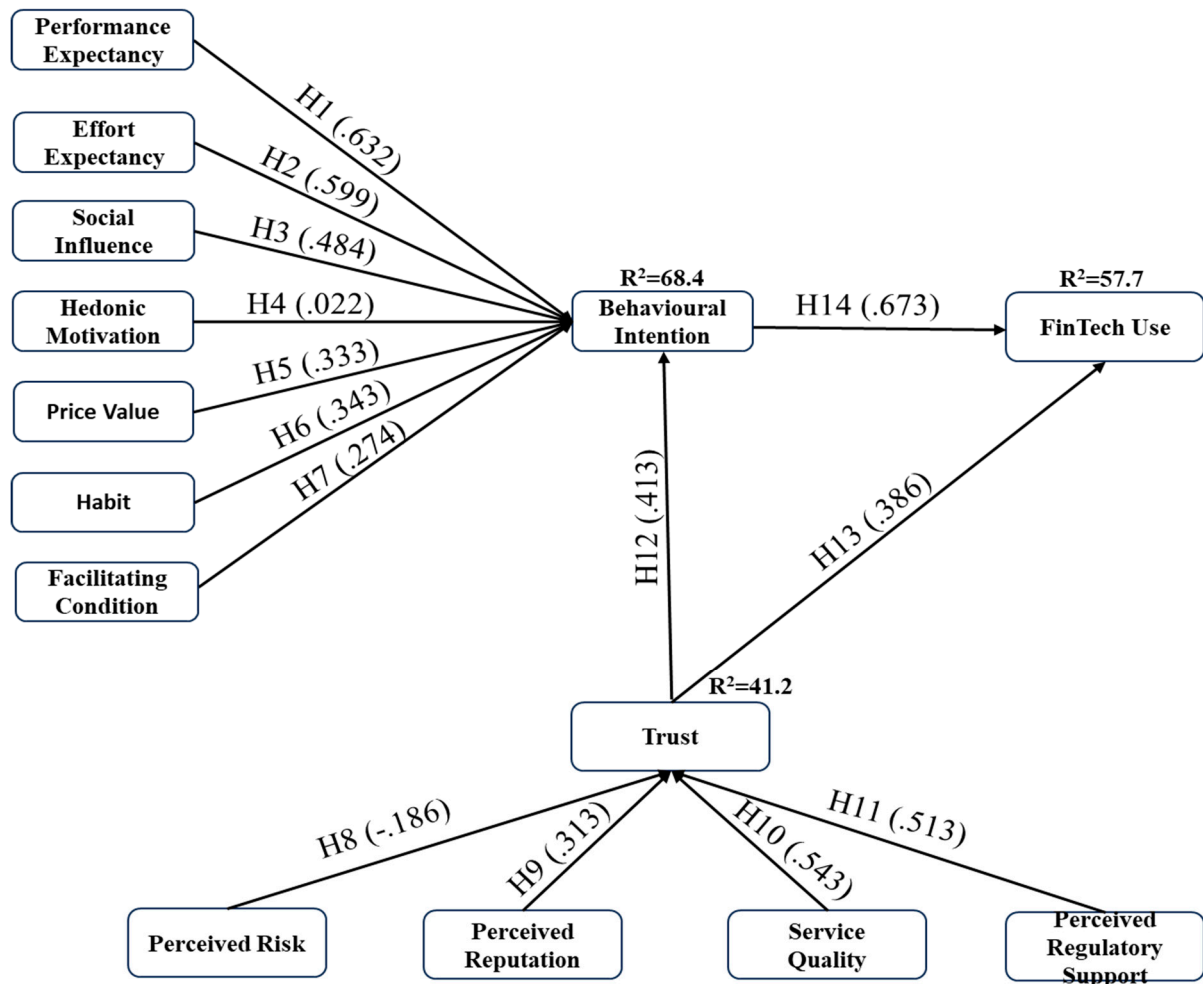 Performance
Expectancy
H1 (.632)
Effort
Expectancy
H2 (.599)
Social
Influence
H3 (.484)
Hedonic
Motivation
H4 (.022)
Price Value
H5 (.333)
Habit
H6 (.343)
Facilitating
Condition
H7 (.274)
R²=68.4
Behavioural
Intention
H14 (.673)
R²=57.7
FinTech Use
H12 (.413)
H13 (.386)
R²=41.2
Trust
H8 (-.186)
H9 (.313)
H10 (.543)
H11 (.513)
Perceived Risk
Perceived
Reputation
Service
Quality
Perceived
Regulatory
Support